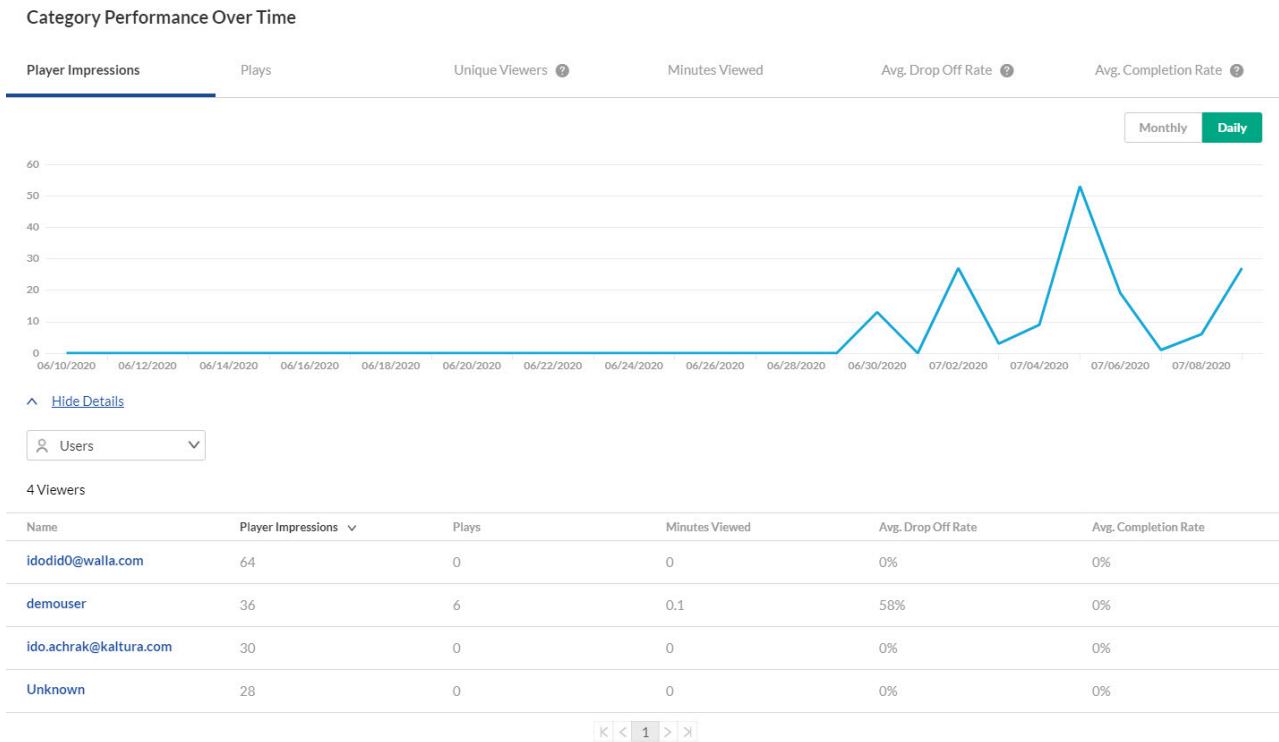 Category Performance Over Time
Player Impressions Plays Unique Viewers ? Minutes Viewed Avg. Drop Off Rate ? Avg. Completion Rate ?
Monthly Daily
60
50
40
30
20
10
0
06/10/2020 06/12/2020 06/14/2020 06/16/2020 06/18/2020 06/20/2020 06/22/2020 06/24/2020 06/26/2020 06/28/2020 06/30/2020 07/02/2020 07/04/2020 07/06/2020 07/08/2020
Hide Details
Users
4 Viewers
Name Player Impressions Plays Minutes Viewed Avg. Drop Off Rate Avg. Completion Rate
idodid0@walla.com 64 0 0 0% 0%
demouser 36 6 0.1 58% 0%
ido.achrak@kaltura.com 30 0 0 0% 0%
Unknown 28 0 0 0% 0%
1